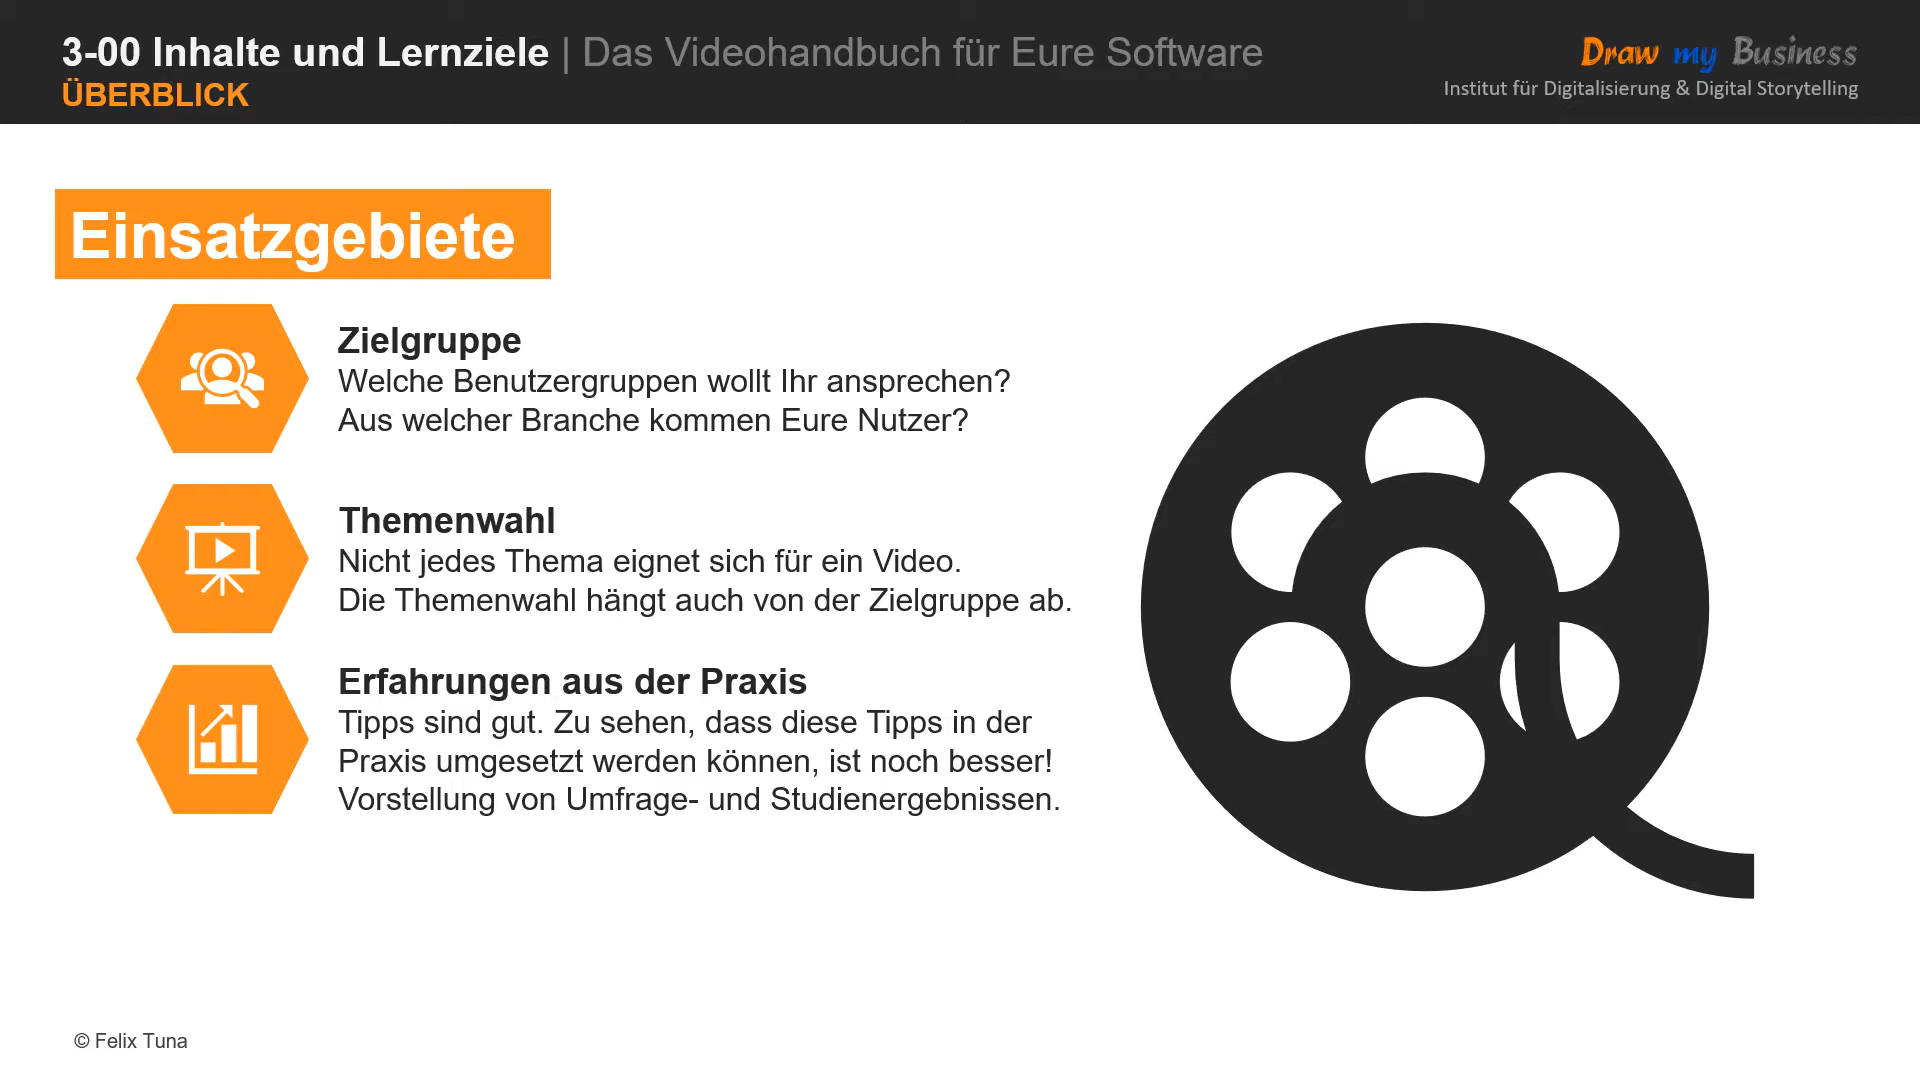 3-00 Inhalte und Lernziele | Das Videohandbuch für Eure Software
ÜBERBLICK
Draw my Business
Institut für Digitalisierung & Digital Storytelling
Einsatzgebiete
Zielgruppe
Welche Benutzergruppen wollt Ihr ansprechen?
Aus welcher Branche kommen Eure Nutzer?
Themenwahl
Nicht jedes Thema eignet sich für ein Video.
Die Themenwahl hängt auch von der Zielgruppe ab.
Erfahrungen aus der Praxis
Tipps sind gut. Zu sehen, dass diese Tipps in der
Praxis umgesetzt werden können, ist noch besser!
Vorstellung von Umfrage- und Studienergebnissen.
© Felix Tuna